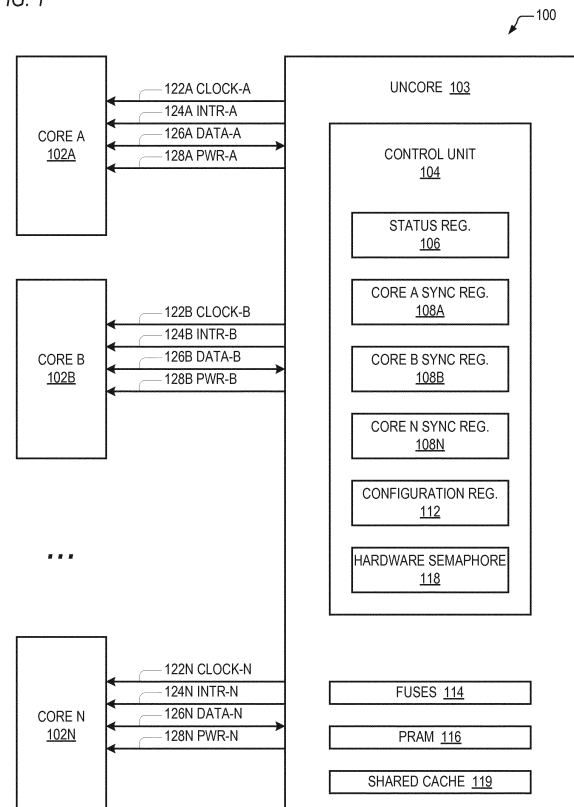 FIG. 1
100
CORE A
102A
122A CLOCK-A
124A INTR-A
126A DATA-A
128A PWR-A
CORE B
102B
122B CLOCK-B
124B INTR-B
126B DATA-B
128B PWR-B
...
CORE N
102N
122N CLOCK-N
124N INTR-N
126N DATA-N
128N PWR-N
UNCORE 103
CONTROL UNIT
104
STATUS REG.
106
CORE A SYNC REG.
108A
CORE B SYNC REG.
108B
CORE N SYNC REG.
108N
CONFIGURATION REG.
112
HARDWARE SEMAPHORE
118
FUSES 114
PRAM 116
SHARED CACHE 119